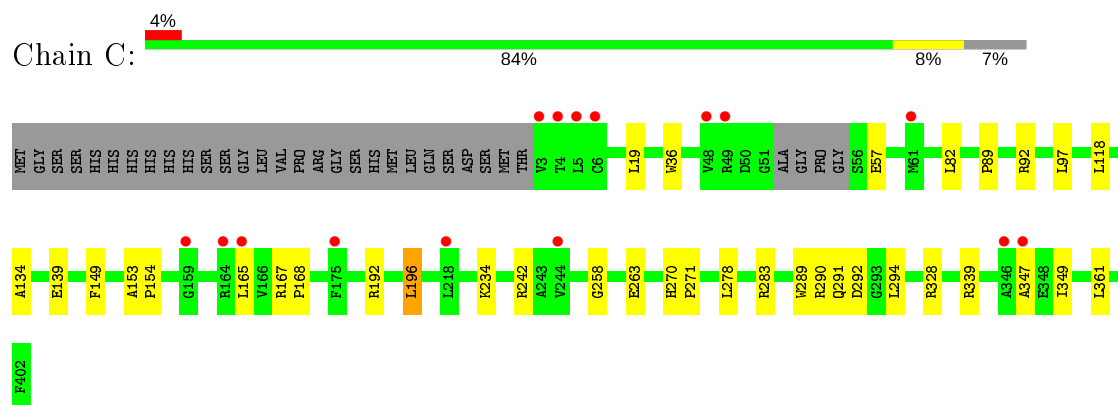 4%
Chain C:
84% 8% 7%
MET GLY SER SER HIS HIS HIS HIS HIS HIS SER SER GLY LEU VAL PRO ARG GLY SER HIS MET LEU GLN SER ASP SER MET THR V3 T4 L5 C6 L19 W36 V48 R49 D50 G51 ALA GLY PRO GLY S56 E57 M61 L82 P89 R92 L97 L118
A134 E139 F149 A153 P154 G159 R164 L165 V166 R167 P168 F175 R192 L196 L218 K234 R242 A243 V244 G258 E263 H270 P271 L278 R283 W289 R290 Q291 D292 G293 L294 R328 R339 A346 A347 E348 I349 L361
F402